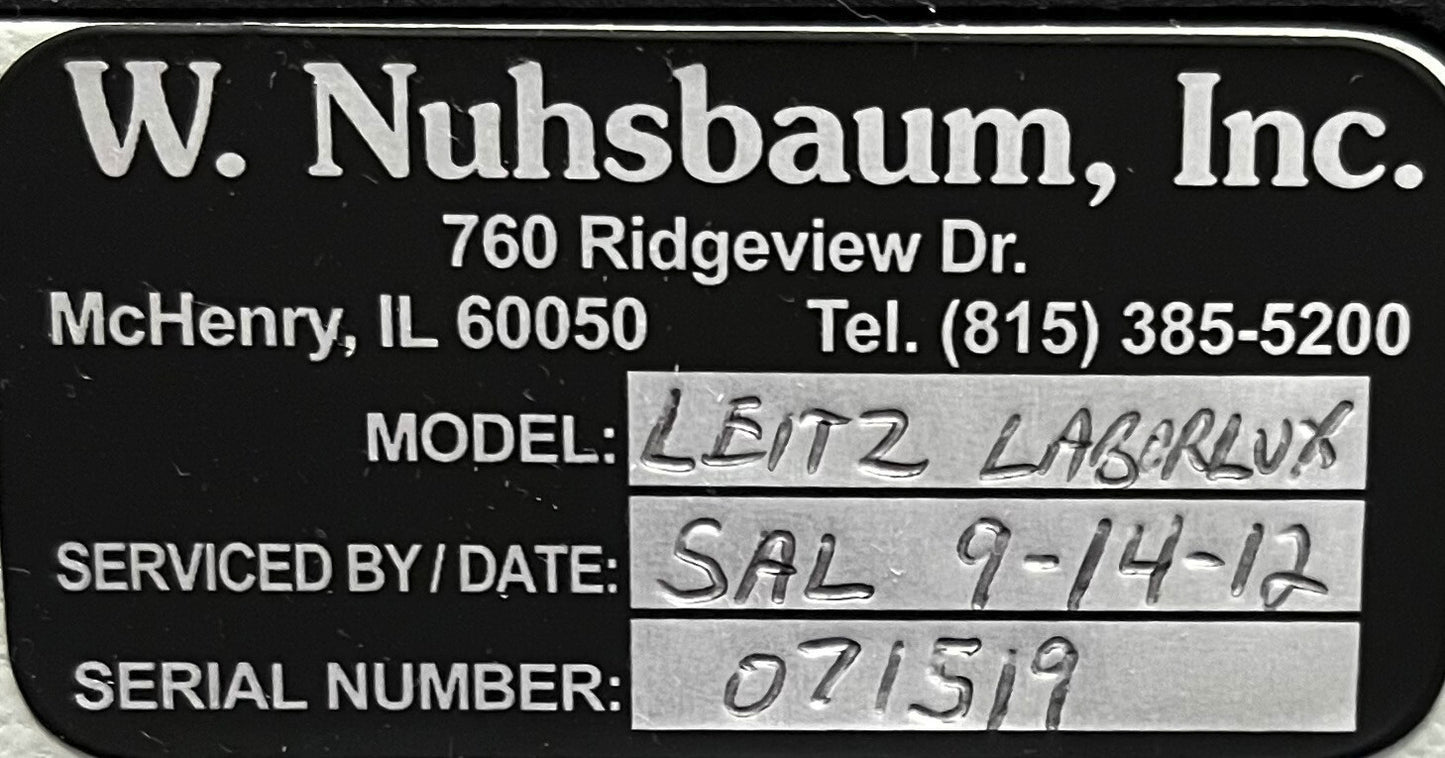 W. Nuhsbaum, Inc.
760 Ridgeview Dr.
McHenry, IL 60050 Tel. (815) 385-5200
MODEL: LEITZ LABORLUX
SERVICED BY / DATE: SAL 9-14-12
SERIAL NUMBER: 071519